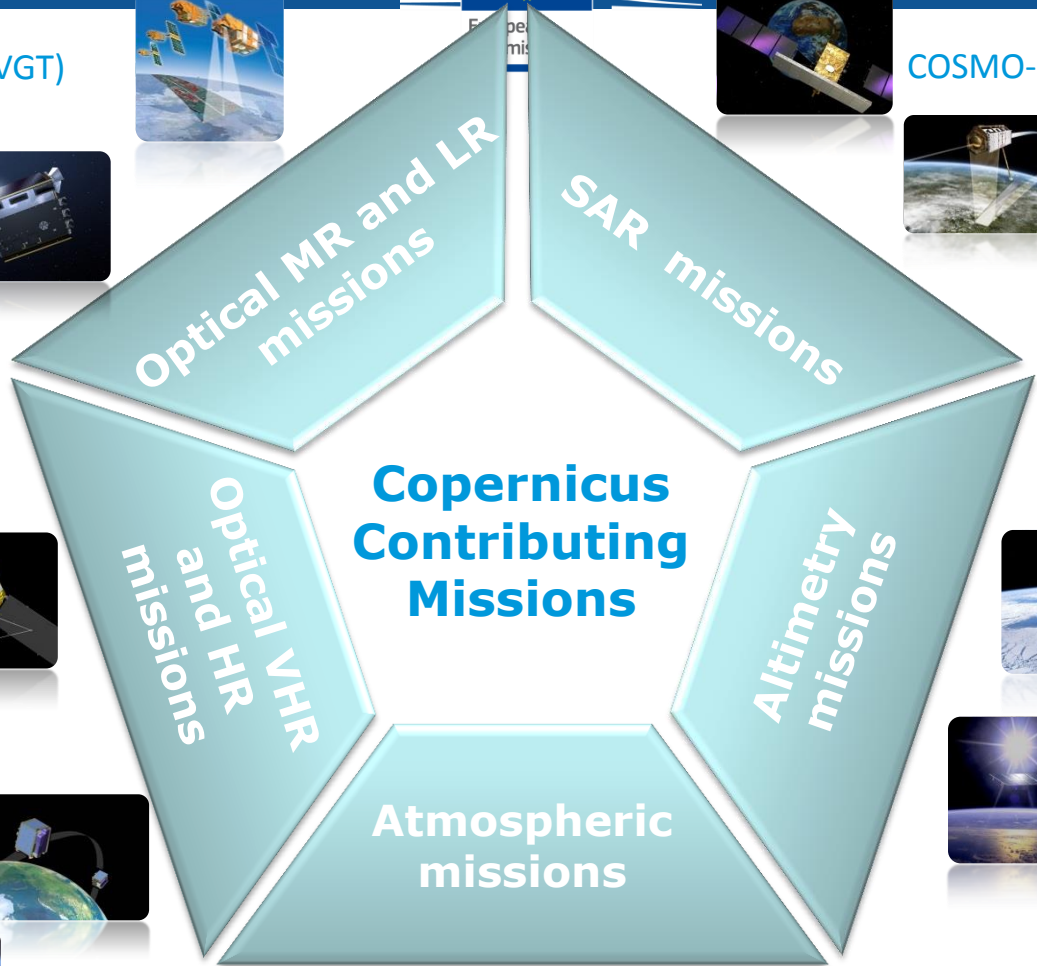 VGT)
COSMO-
Optical MR and LR
missions
SAR missions
Optical VHR
and HR
missions
Copernicus
Contributing
Missions
Altimetry
missions
Atmospheric
missions